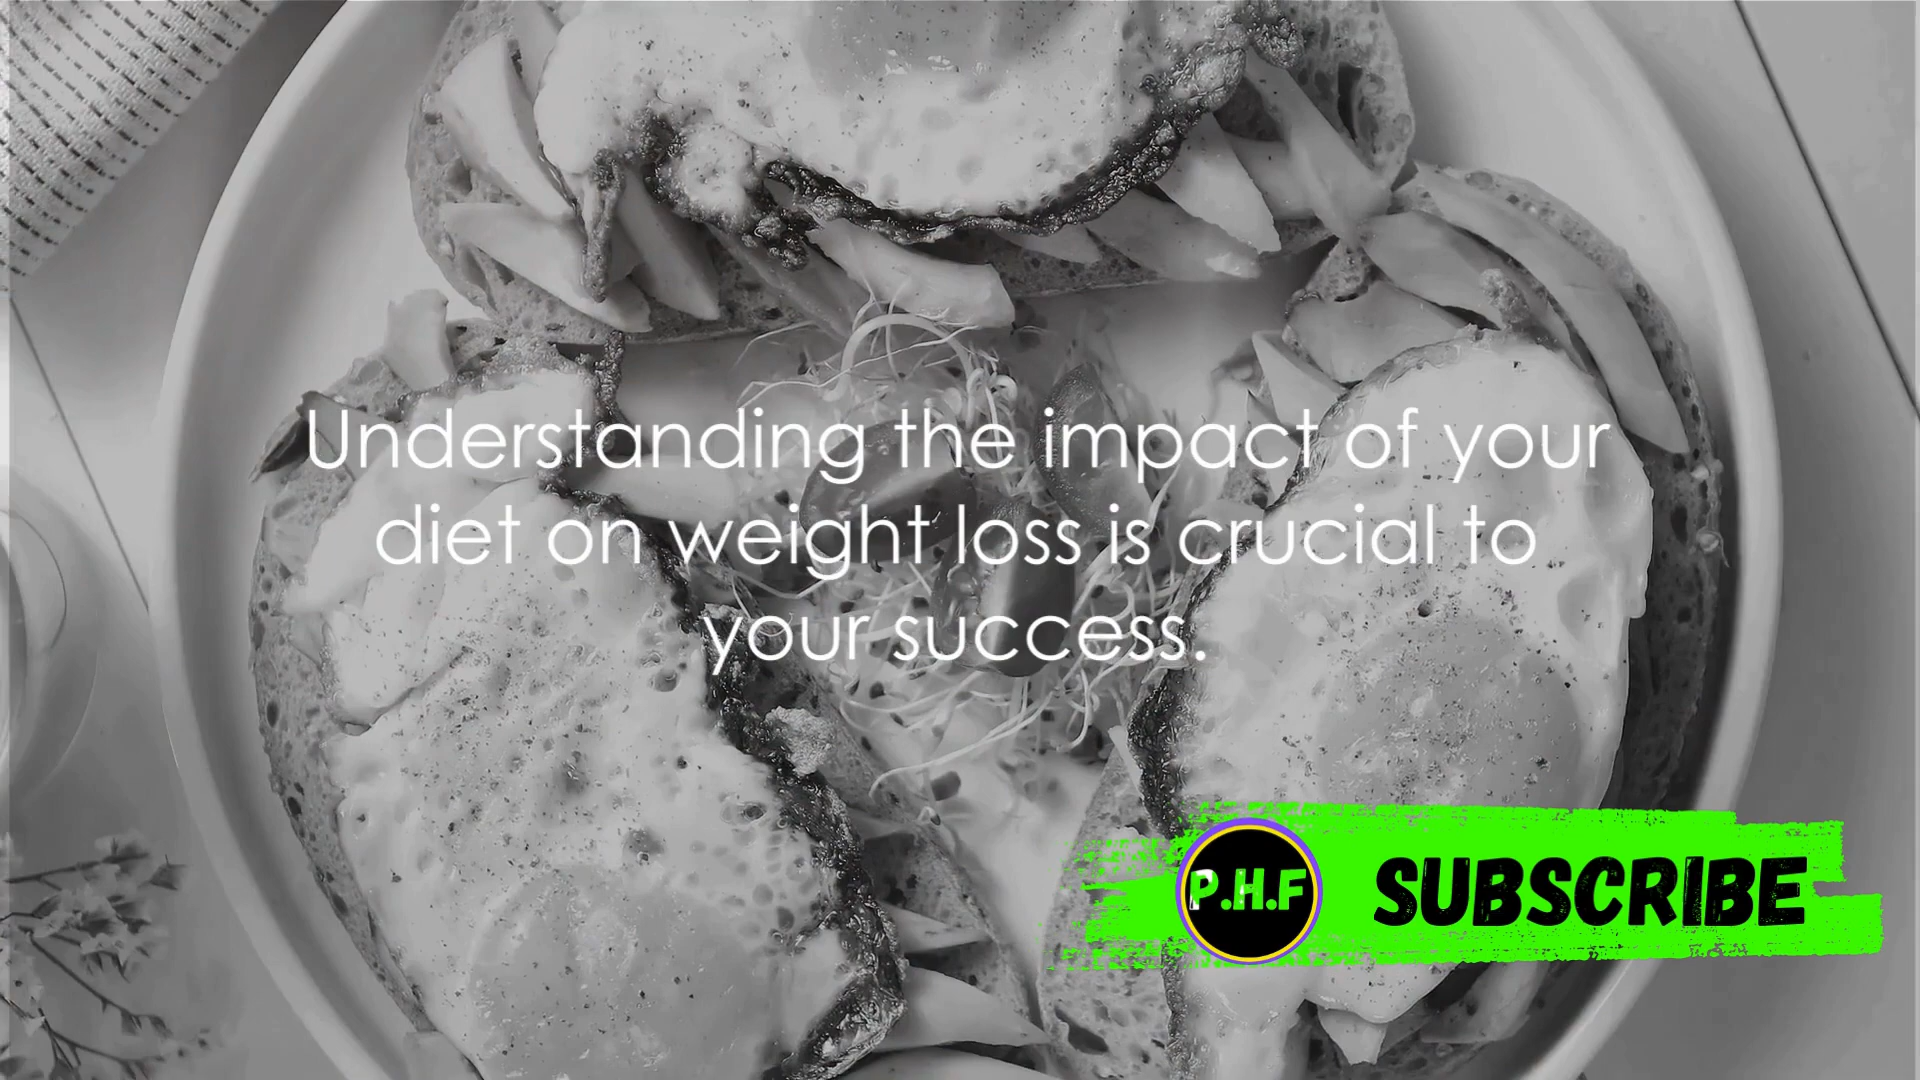 Understanding the impact of your
diet on weight loss is crucial to
your success.
P.H.F
SUBSCRIBE